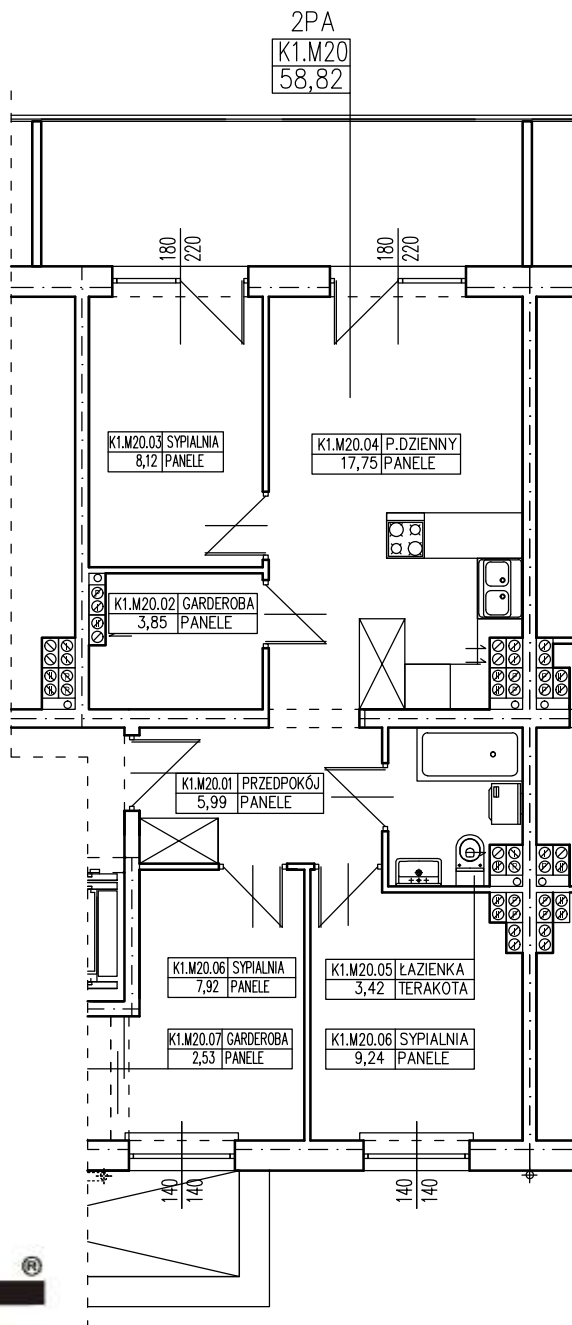 2PA
K1.M20
58,82
180
220
180
220
K1.M20.03 SYPIALNIA
8,12 PANELE
K1.M20.04 P.DZIENNY
17,75 PANELE
K1.M20.02 GARDEROBA
3,85 PANELE
K1.M20.01 PRZEDPOKÓJ
5,99 PANELE
K1.M20.06 SYPIALNIA
7,92 PANELE
K1.M20.05 ŁAZIENKA
3,42 TERAKOTA
K1.M20.07 GARDEROBA
2,53 PANELE
K1.M20.06 SYPIALNIA
9,24 PANELE
140
140
140
140
®